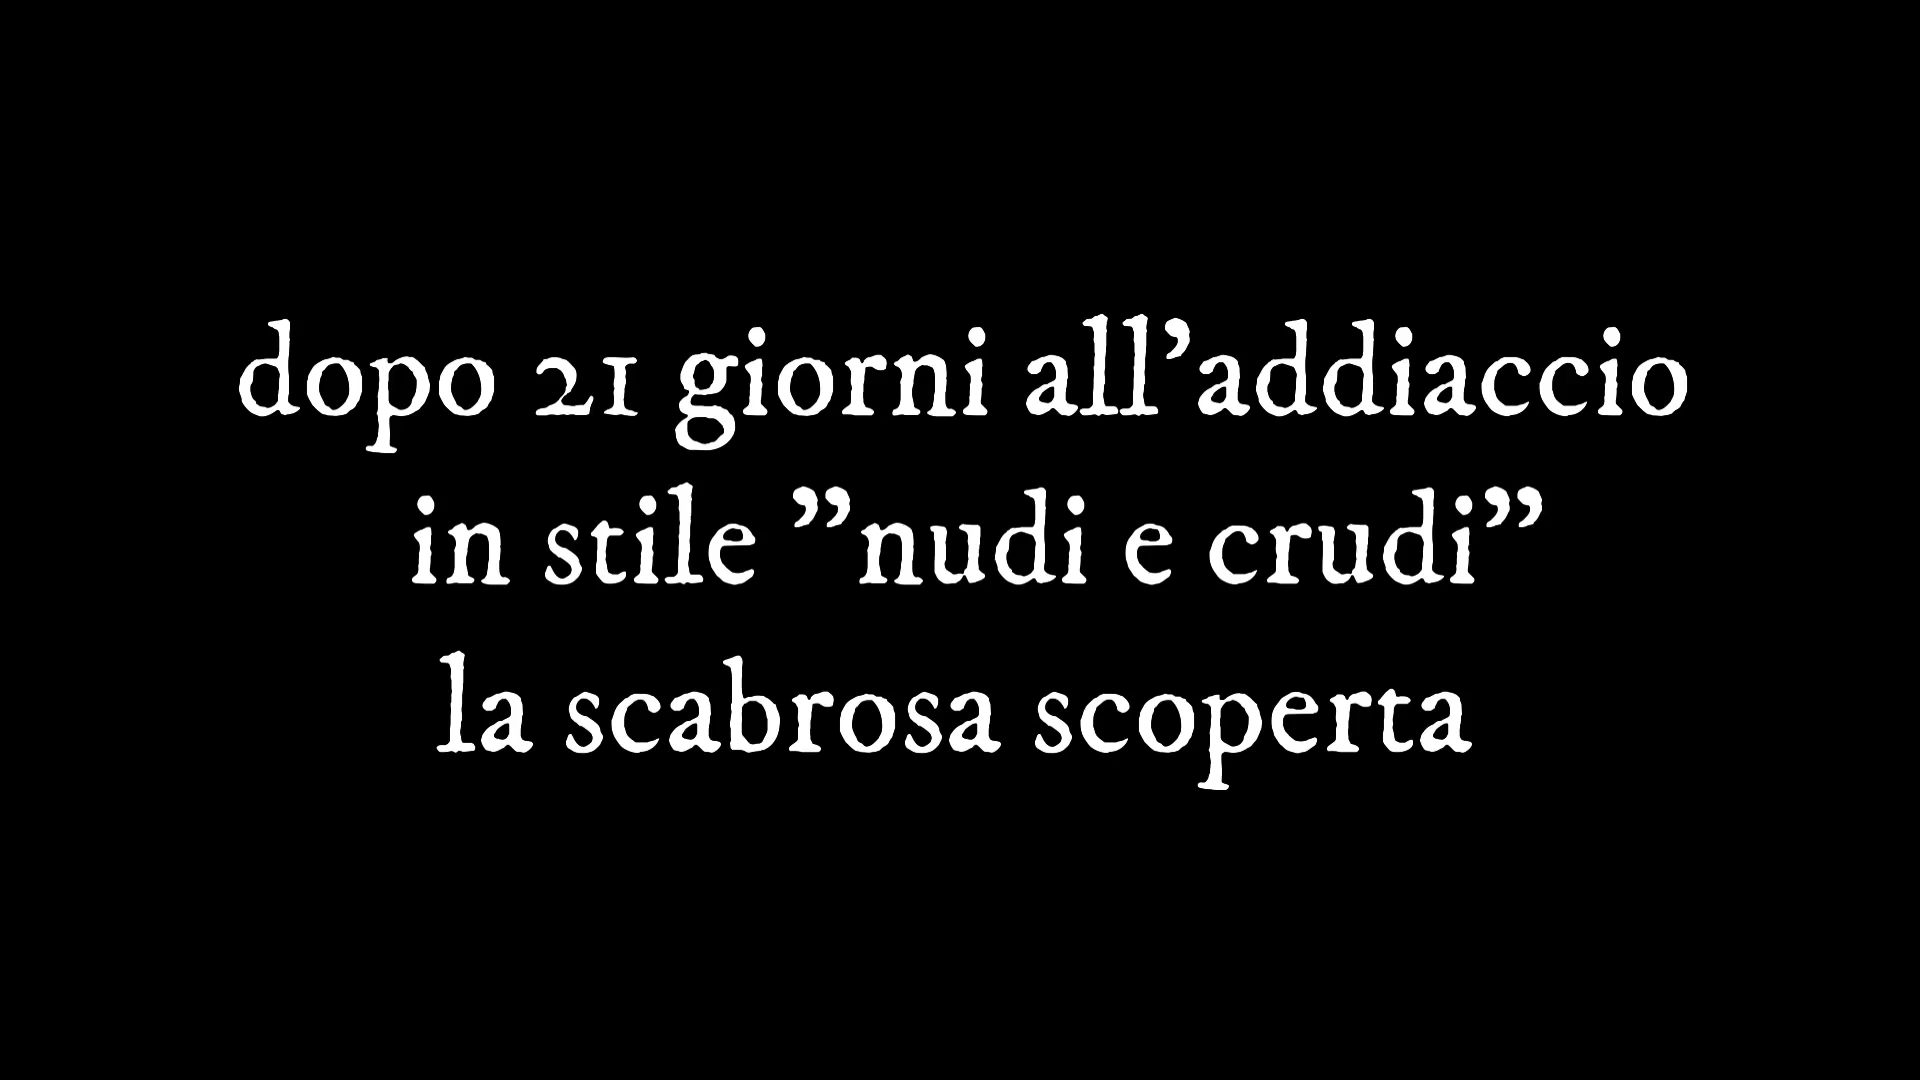 dopo 21 giorni all’addiaccio
in stile ”nudi e crudi”
la scabrosa scoperta